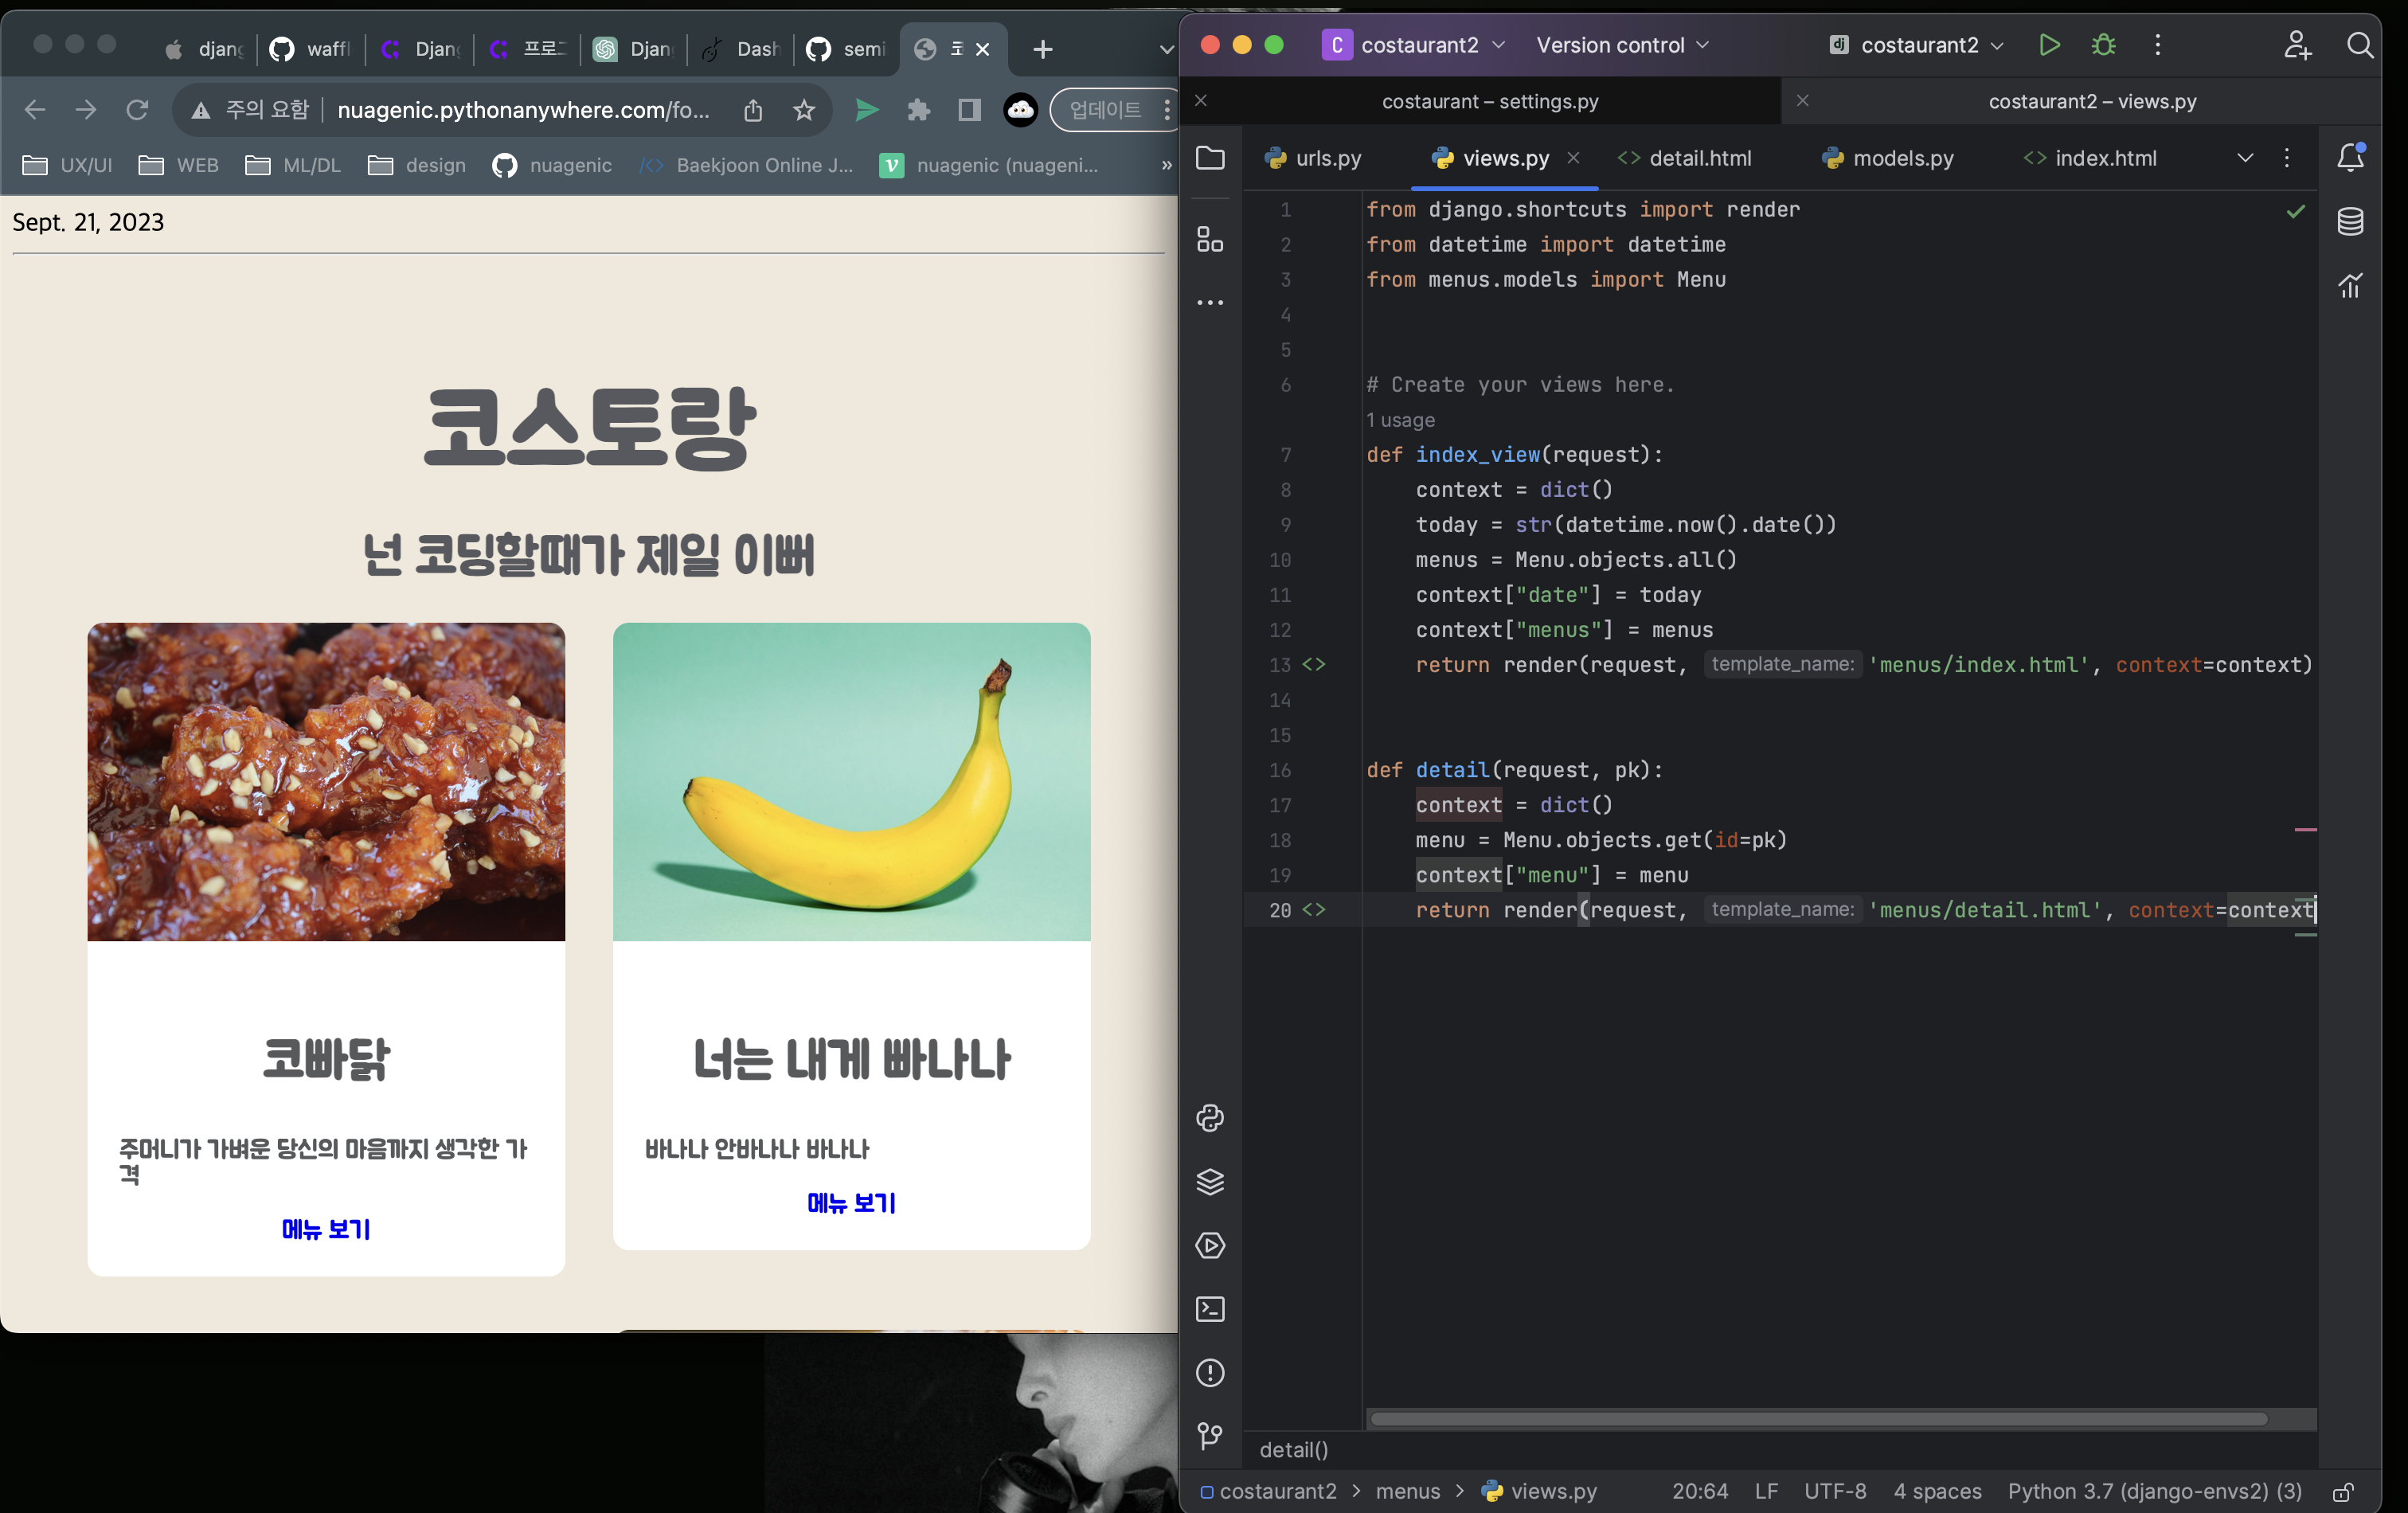 djang
waffl
Djang
프로
Djan
Dash
semi
코
주의 요함
nuagenic.pythonanywhere.com/fo...
업데이트
UX/UI
WEB
ML/DL
design
nuagenic
Baekjoon Online J...
nuagenic (nuageni...
»
Sept. 21, 2023
코스토랑
넌 코딩할때가 제일 이뻐
코빠닭
주머니가 가벼운 당신의 마음까지 생각한 가
격
메뉴 보기
너는 내게 빠나나
바나나 안바나나 바나나
메뉴 보기
C costaurant2
Version control
dj costaurant2
costaurant – settings.py
costaurant2 – views.py
urls.py
views.py
detail.html
models.py
index.html
1 from django.shortcuts import render
2 from datetime import datetime
3 from menus.models import Menu
4
5
6 # Create your views here.
1 usage
7 def index_view(request):
8 context = dict()
9 today = str(datetime.now().date())
10 menus = Menu.objects.all()
11 context["date"] = today
12 context["menus"] = menus
13 return render(request, template_name: 'menus/index.html', context=context)
14
15
16 def detail(request, pk):
17 context = dict()
18 menu = Menu.objects.get(id=pk)
19 context["menu"] = menu
20 return render(request, template_name: 'menus/detail.html', context=context
detail()
costaurant2 > menus > views.py
20:64 LF UTF-8 4 spaces Python 3.7 (django-envs2) (3)